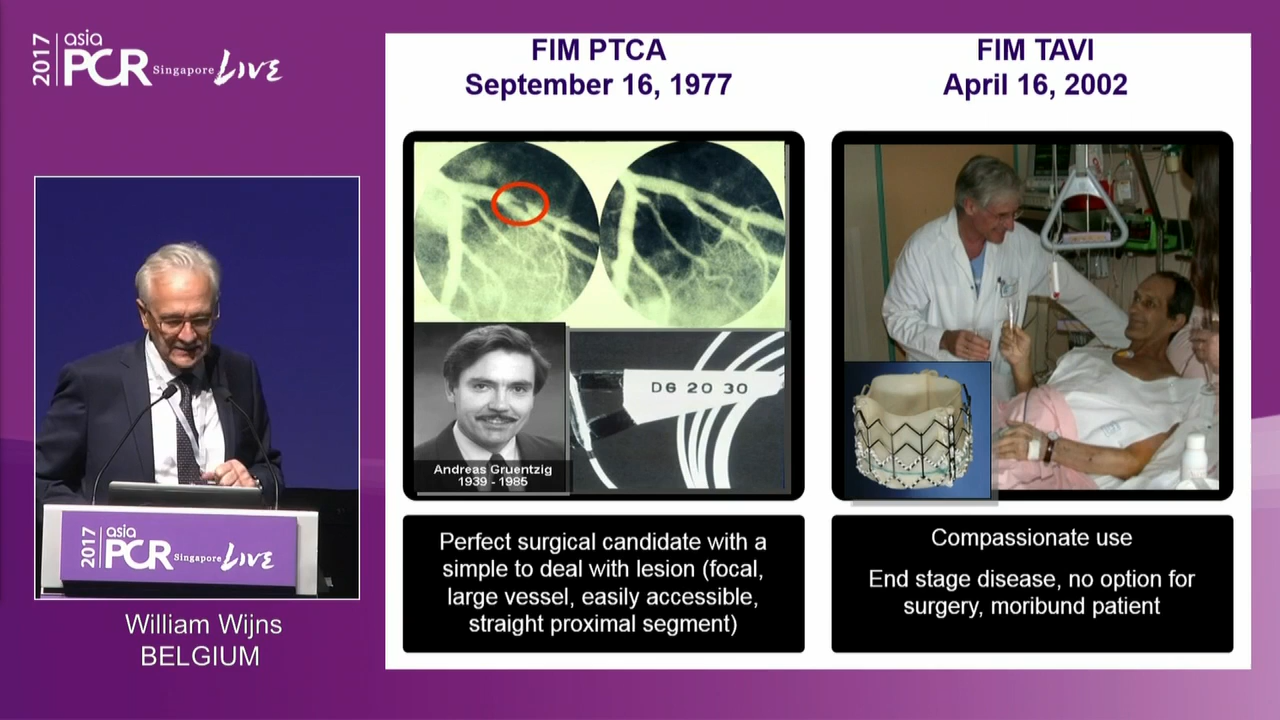 2017
asia
PCR
Singapore LIVE
FIM PTCA
September 16, 1977
FIM TAVI
April 16, 2002
D6 20 30
Andreas Gruentzig
1939 - 1985
Perfect surgical candidate with a
simple to deal with lesion (focal,
large vessel, easily accessible,
straight proximal segment)
Compassionate use
End stage disease, no option for
surgery, moribund patient
2017
asia
PCR
Singapore LIVE
William Wijns
BELGIUM